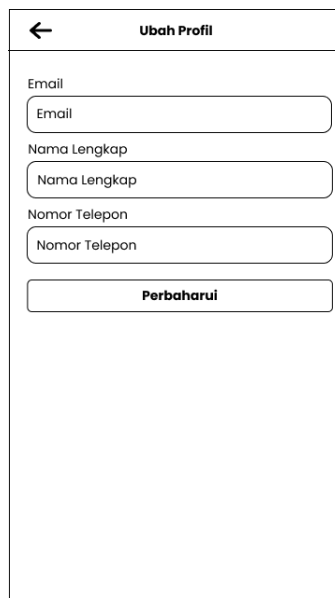 Ubah Profil
Email
Email
Nama Lengkap
Nama Lengkap
Nomor Telepon
Nomor Telepon
Perbaharui